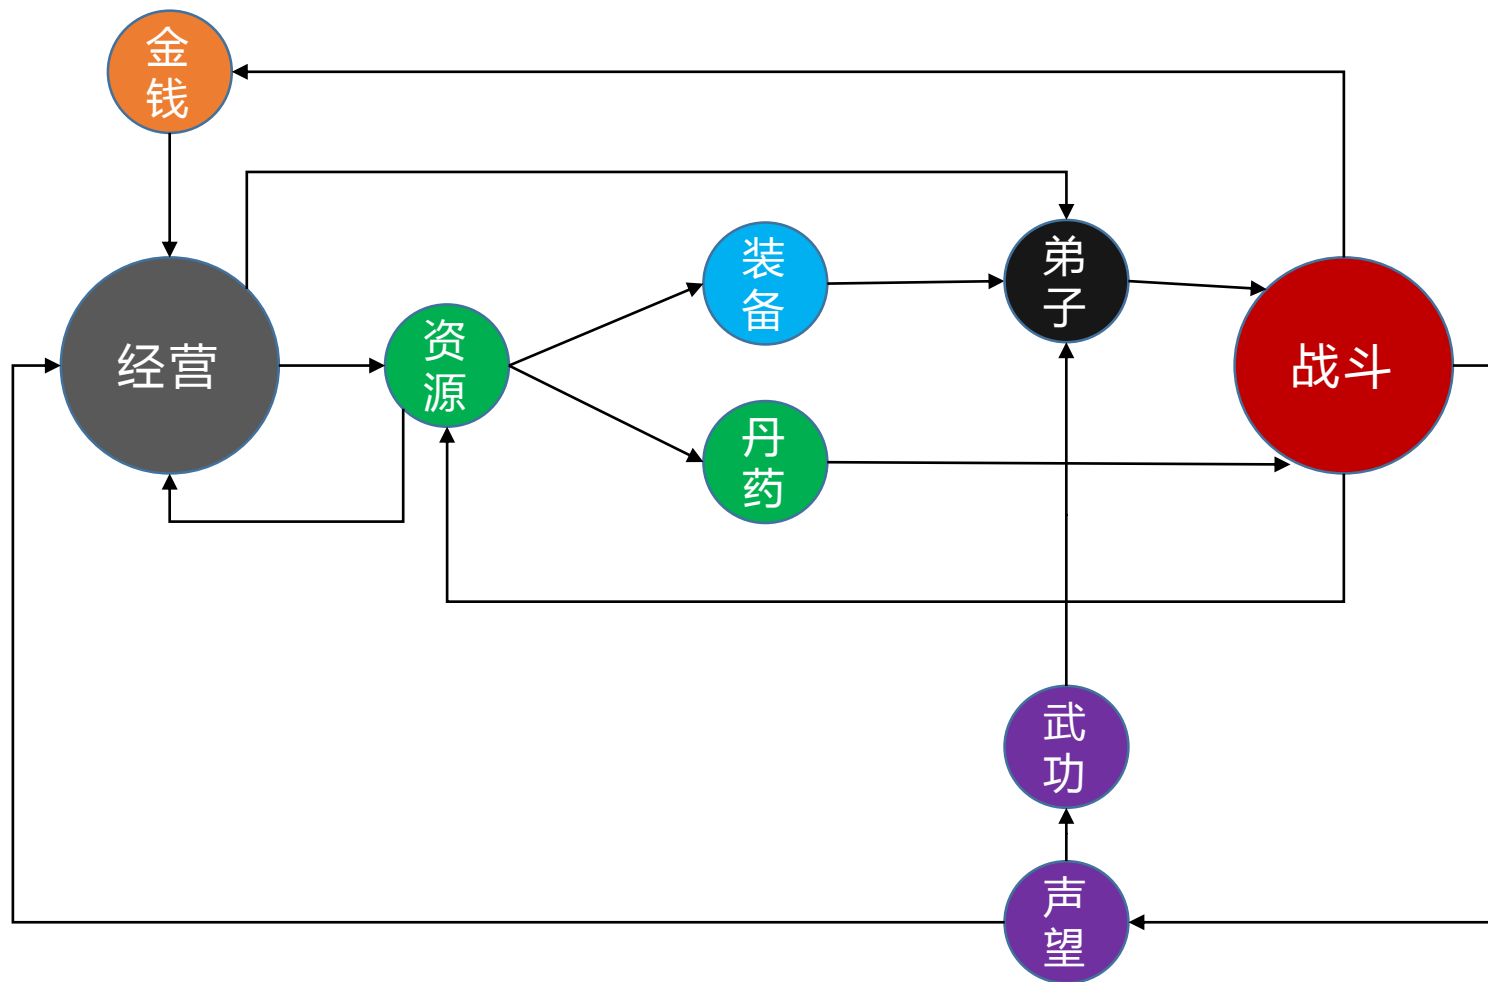 金
钱
经营
资
源
装
备
丹
药
弟
子
战斗
武
功
声
望